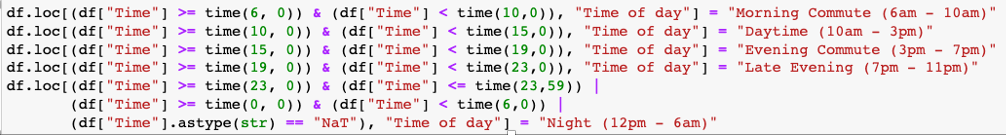 df.loc[(df["Time"] >= time(6, 0)) & (df["Time"] < time(10,0)), "Time of day"] = "Morning Commute (6am - 10am)"
df.loc[(df["Time"] >= time(10, 0)) & (df["Time"] < time(15,0)), "Time of day"] = "Daytime (10am - 3pm)"
df.loc[(df["Time"] >= time(15, 0)) & (df["Time"] < time(19,0)), "Time of day"] = "Evening Commute (3pm - 7pm)"
df.loc[(df["Time"] >= time(19, 0)) & (df["Time"] < time(23,0)), "Time of day"] = "Late Evening (7pm - 11pm)"
df.loc[(df["Time"] >= time(23, 0)) & (df["Time"] <= time(23,59)) |
(df["Time"] >= time(0, 0)) & (df["Time"] < time(6,0)) |
(df["Time"].astype(str) == "NaT"), "Time of day"] = "Night (12pm - 6am)"